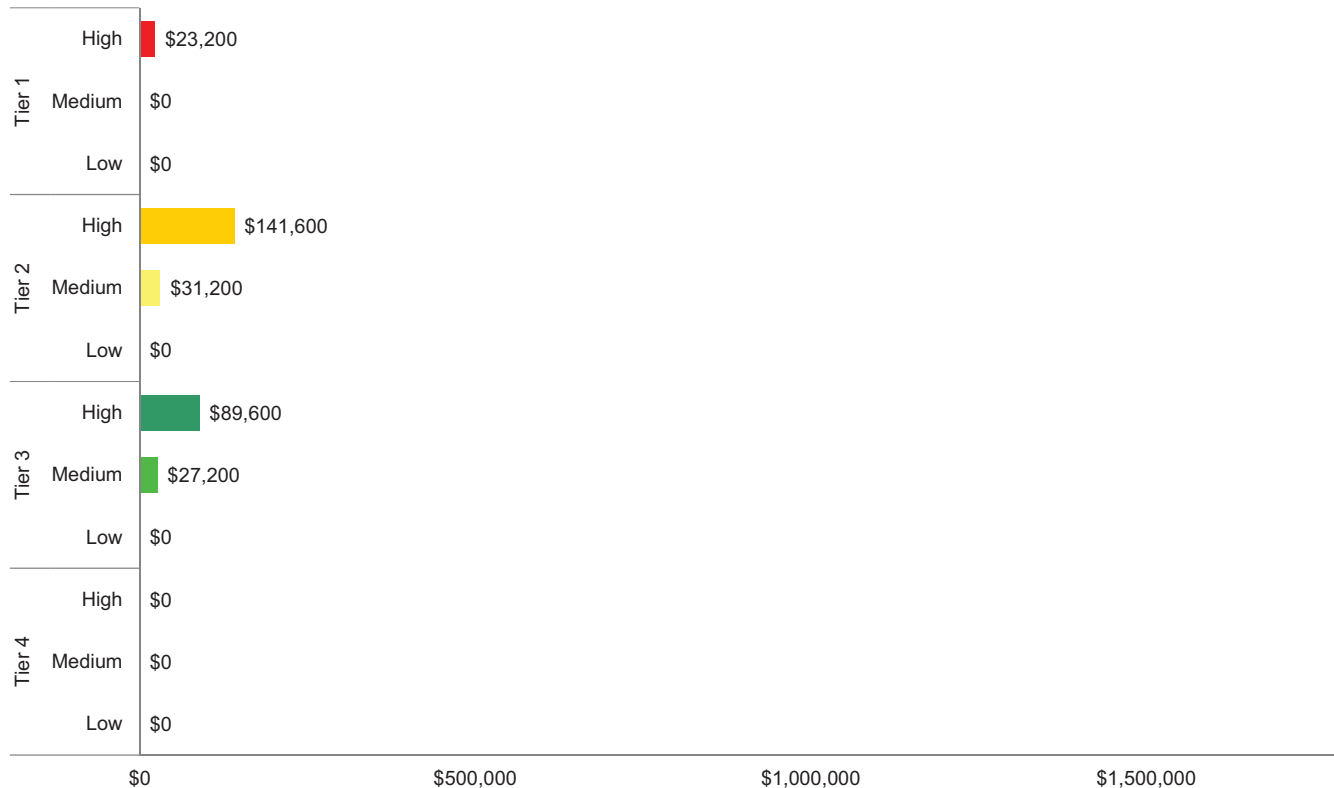 Tier 1
High $23,200
Medium $0
Low $0
Tier 2
High $141,600
Medium $31,200
Low $0
Tier 3
High $89,600
Medium $27,200
Low $0
Tier 4
High $0
Medium $0
Low $0
$0 $500,000 $1,000,000 $1,500,000